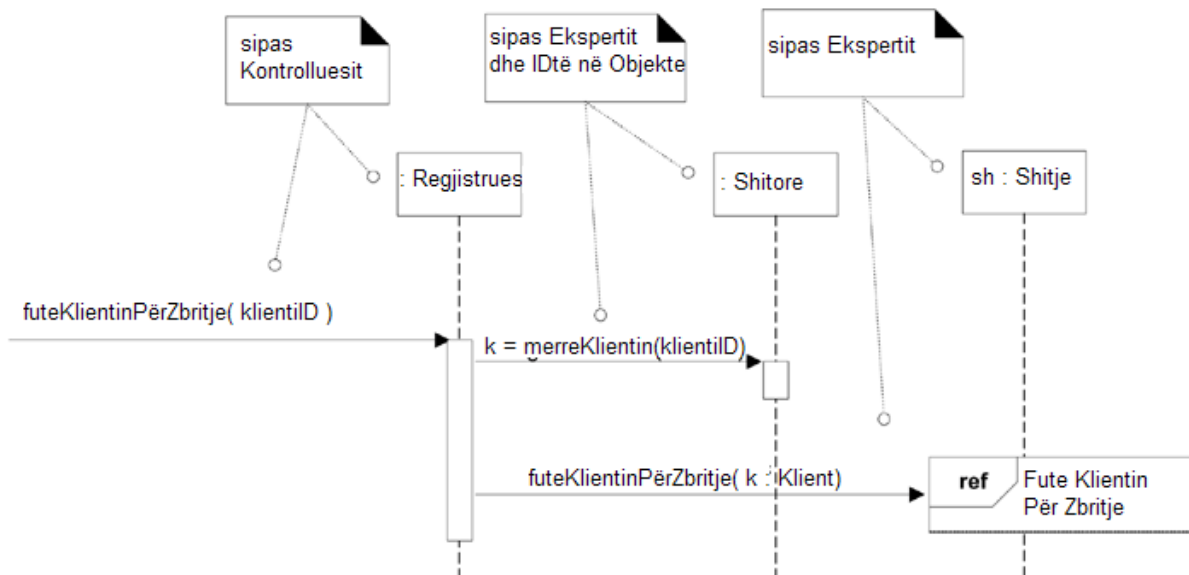 sipas
Kontrolluesit
sipas Ekspertit
dhe IDtë në Objekte
sipas Ekspertit
: Regjistrues
: Shitore
sh : Shitje
futeKlientinPërZbritje( klientiID )
k = merreKlientin(klientiID)
futeKlientinPërZbritje( k : Klient)
ref
Fute Klientin
Për Zbritje